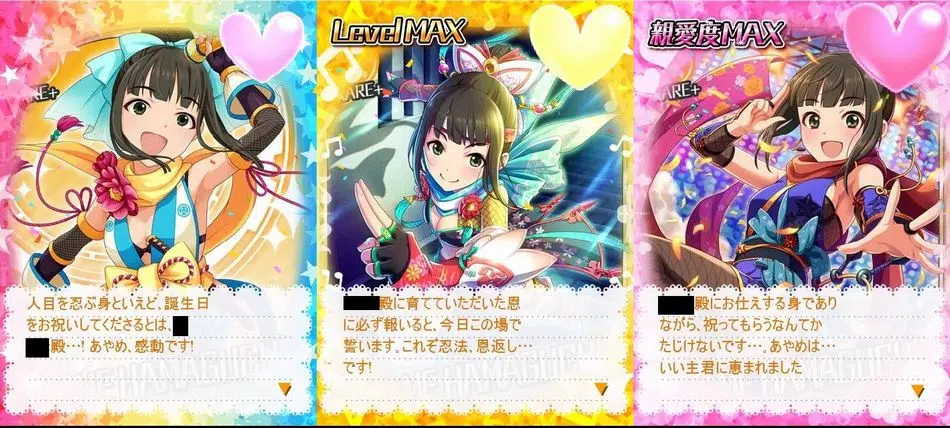 人目を忍ぶ身といえど、誕生日
をお祝いしてくださるとは、
殿…! あやめ、感動です!
Level MAX
殿に育てていただいた恩
に必ず報いると、今日この場で
誓います。これぞ忍法、恩返し…
です!
親愛度MAX
殿にお仕えする身であり
ながら、祝ってもらうなんてか
たじけないです…。あやめは…
いい主君に恵まれました